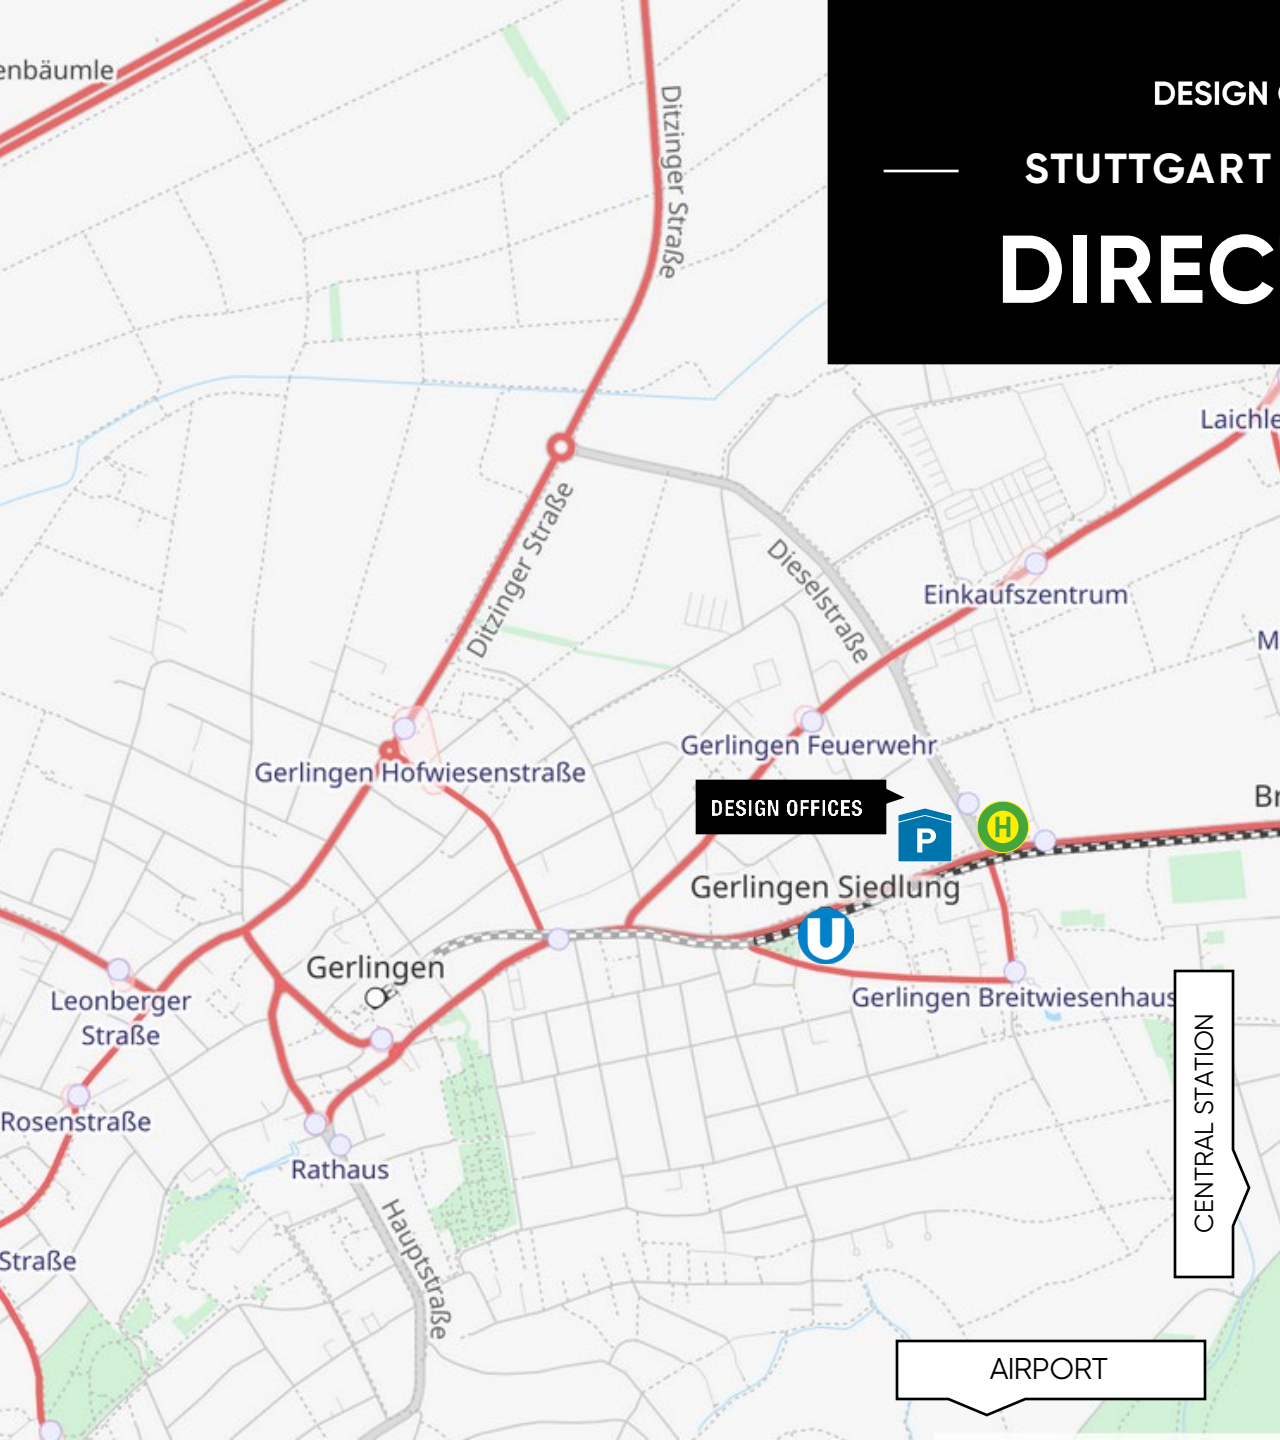 enbäumle
DESIGN
STUTTGART
DIREC
Ditzinger Straße
Laichle
Ditzinger Straße
Dieselstraße
Einkaufszentrum
M
Gerlingen Feuerwehr
Gerlingen Hofwiesenstraße
DESIGN OFFICES
P
H
Br
Gerlingen Siedlung
U
Gerlingen
Leonberger
Straße
Gerlingen Breitwiesenhaus
CENTRAL STATION
Rosenstraße
Rathaus
Hauptstraße
Straße
AIRPORT